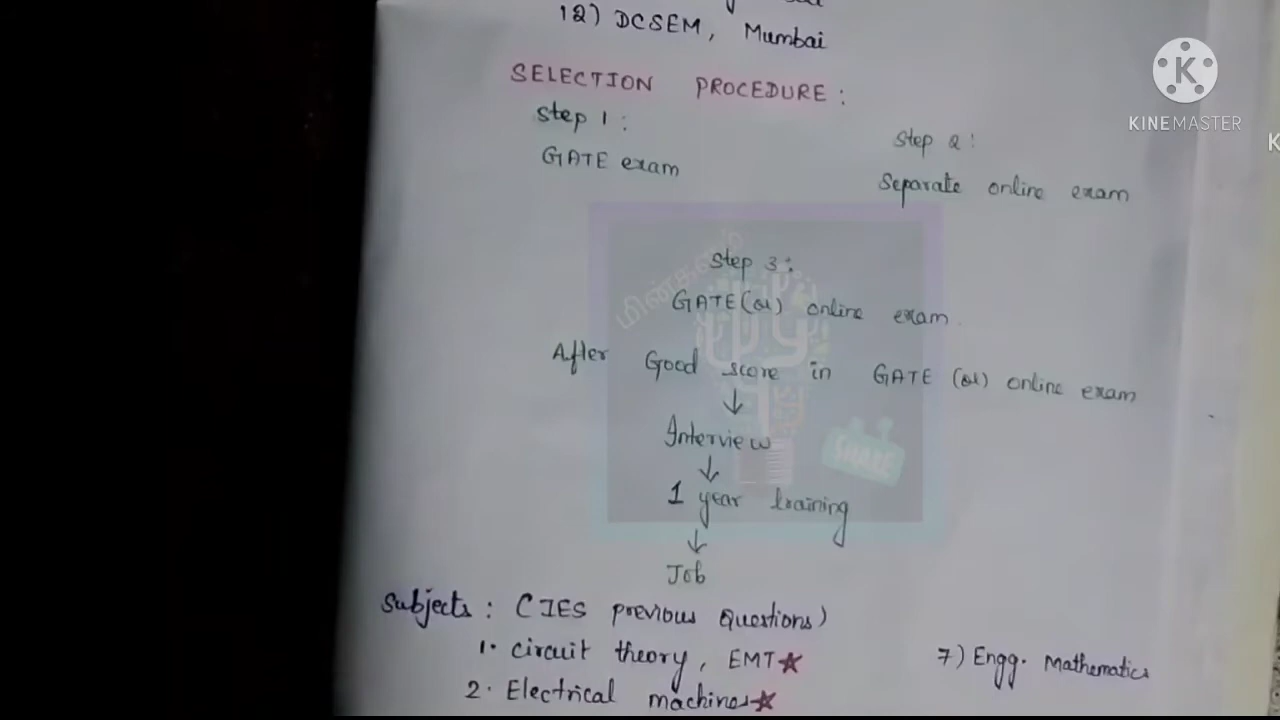 12) DCSEM, Mumbai
SELECTION PROCEDURE:
Step 1:
GATE exam
Step 2:
Separate online exam
Step 3:
GATE (or) online exam
After Good score in GATE (or) online exam
↓
Interview
↓
1 year training
↓
Job
Subjects: (IES previous Questions)
1. circuit theory, EMT★
2. Electrical machines★
7) Engg. Mathematics
மின்கல
SHARE
K
KINEMASTER
K